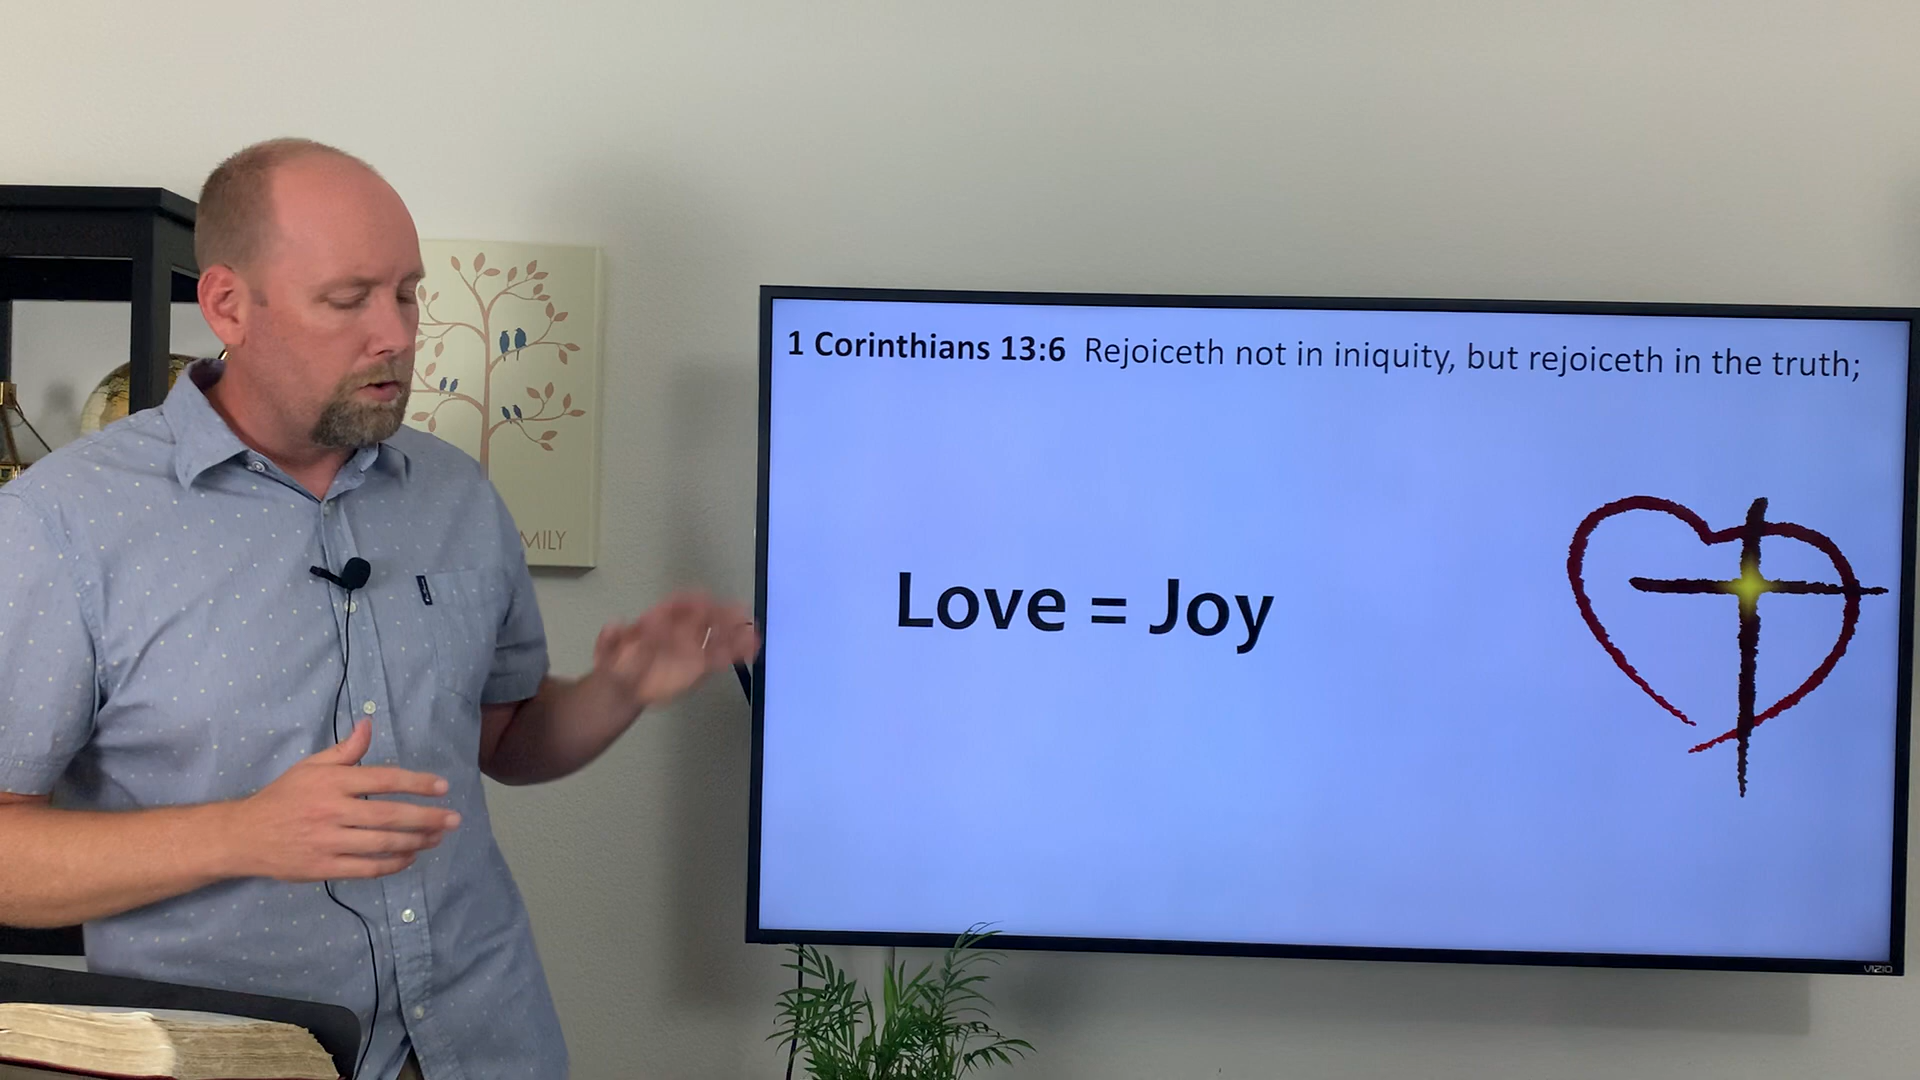 1 Corinthians 13:6 Rejoiceth not in iniquity, but rejoiceth in the truth;
Love = Joy
MILY
VIZIO